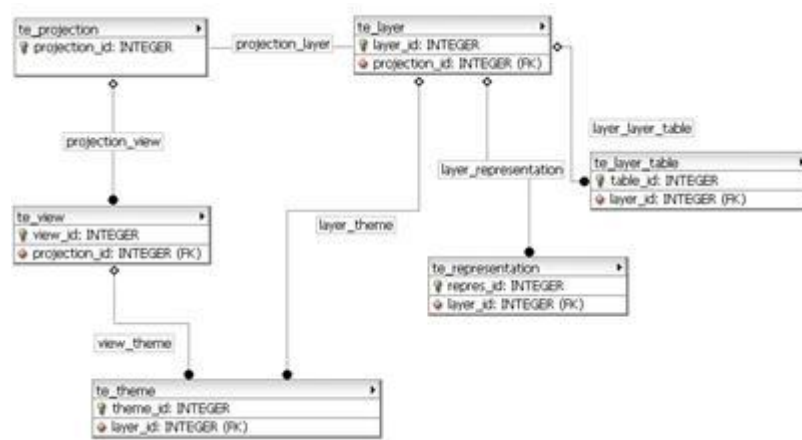 te_projection
projection_id: INTEGER
projection_layer
te_layer
layer_id: INTEGER
projection_id: INTEGER (FK)
projection_view
layer_layer_table
layer_representation
te_layer_table
table_id: INTEGER
layer_id: INTEGER (FK)
te_view
view_id: INTEGER
projection_id: INTEGER (FK)
layer_theme
te_representation
repres_id: INTEGER
layer_id: INTEGER (FK)
view_theme
te_theme
theme_id: INTEGER
layer_id: INTEGER (FK)